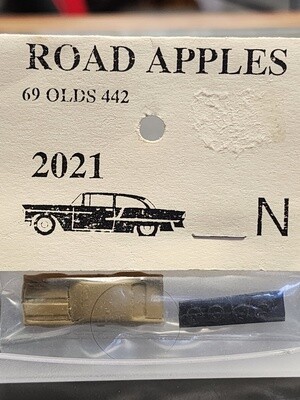 ROAD APPLES
69 OLDS 442
2021
N